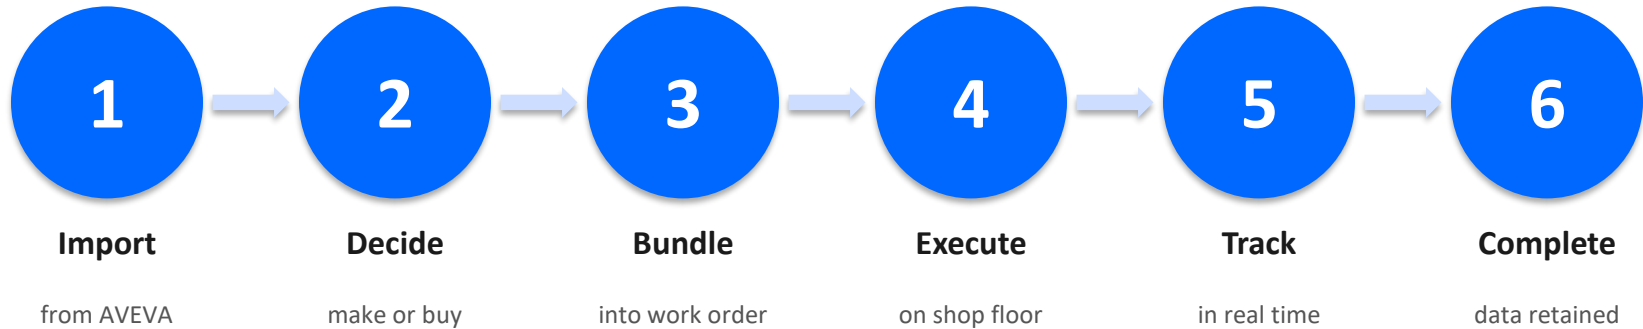 1
2
3
4
5
6
Import
Decide
Bundle
Execute
Track
Complete
from AVEVA
make or buy
into work order
on shop floor
in real time
data retained